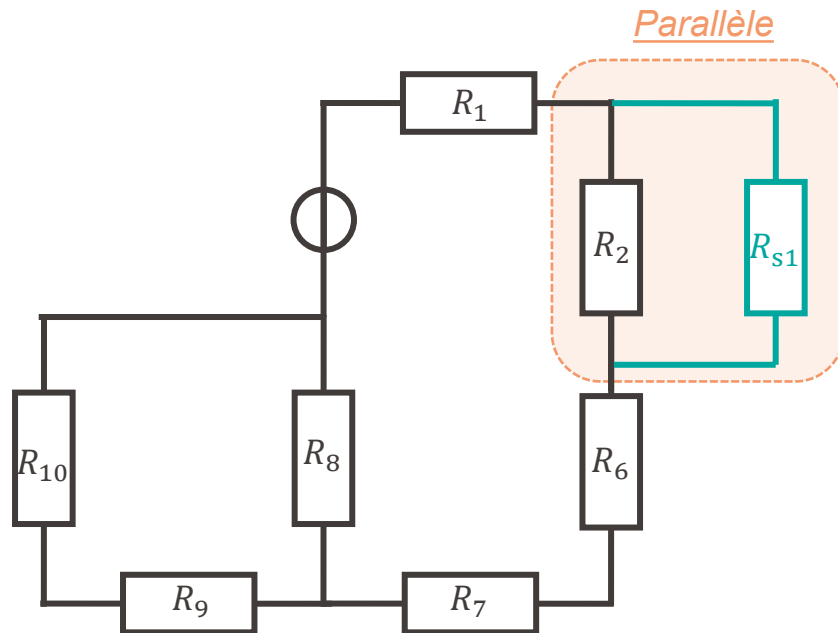 Parallèle
R₁
R₂
Rₛ₁
R₁₀
R₈
R₆
R₉
R₇